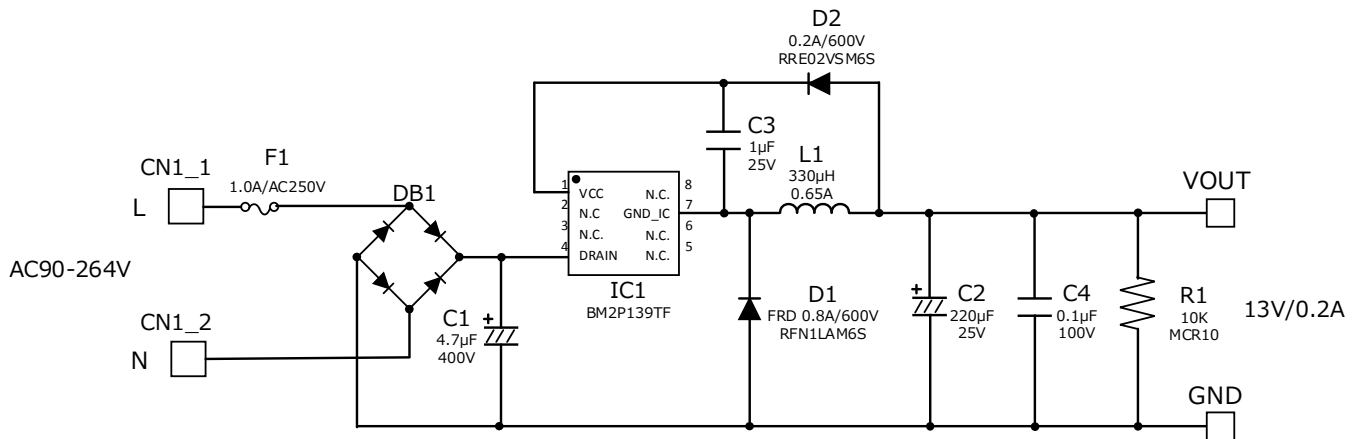 D2
0.2A/600V
RRE02VSM6S
C3
1μF
25V
L1
330μH
0.65A
CN1_1
L
F1
1.0A/AC250V
DB1
1 VCC N.C. 8
2 N.C GND_IC 7
3 N.C. N.C. 6
4 DRAIN N.C. 5
IC1
BM2P139TF
VOUT
AC90-264V
CN1_2
N
+
C1
4.7μF
400V
D1
FRD 0.8A/600V
RFN1LAM6S
+
C2
220μF
25V
C4
0.1μF
100V
R1
10K
MCR10
13V/0.2A
GND